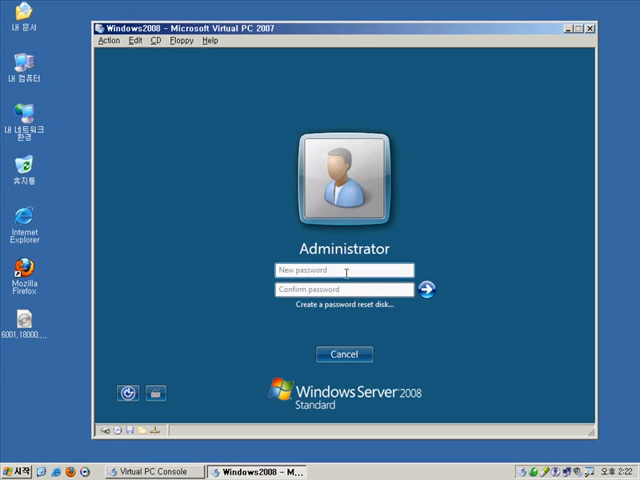 내 문서
내 컴퓨터
내 네트워크
환경
휴지통
Internet
Explorer
Mozilla
Firefox
6001,18000,...
Windows2008 - Microsoft Virtual PC 2007
Action Edit CD Floppy Help
Administrator
New password
Confirm password
Create a password reset disk...
Cancel
Windows Server 2008
Standard
시작
Virtual PC Console
Windows2008 - M...
오후 2:22